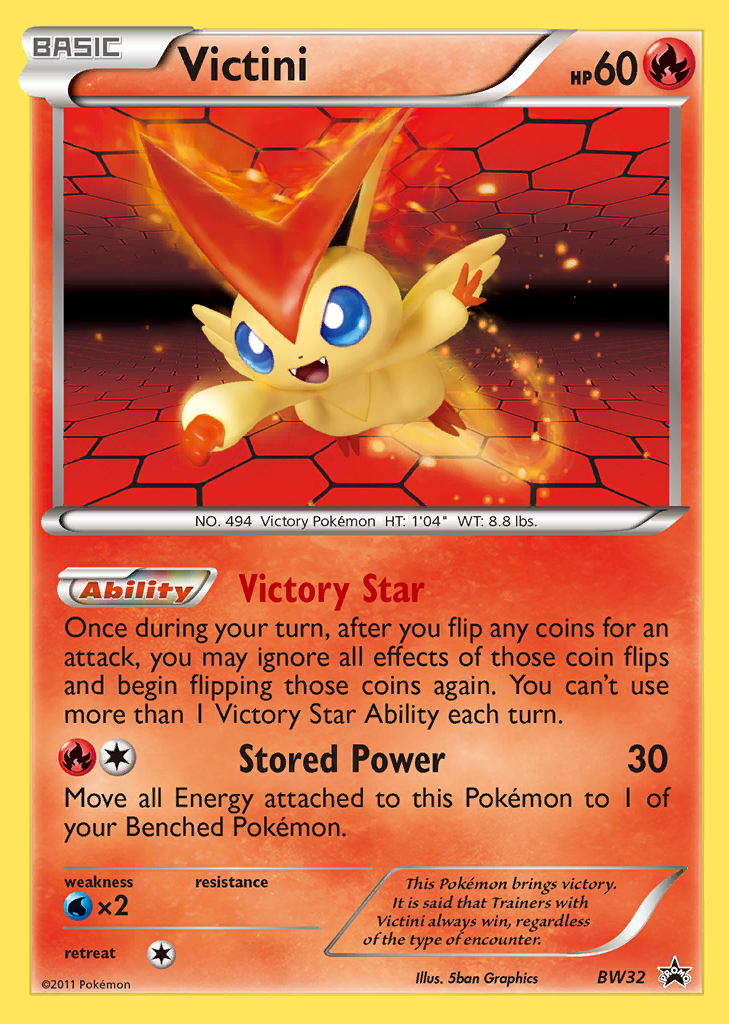 BASIC
Victini
HP60
NO. 494 Victory Pokémon HT: 1'04" WT: 8.8 lbs.
Ability Victory Star
Once during your turn, after you flip any coins for an
attack, you may ignore all effects of those coin flips
and begin flipping those coins again. You can't use
more than 1 Victory Star Ability each turn.
Stored Power 30
Move all Energy attached to this Pokémon to 1 of
your Benched Pokémon.
weakness resistance
×2
retreat
This Pokémon brings victory.
It is said that Trainers with
Victini always win, regardless
of the type of encounter.
©2011 Pokémon
Illus. 5ban Graphics
BW32
PROMO